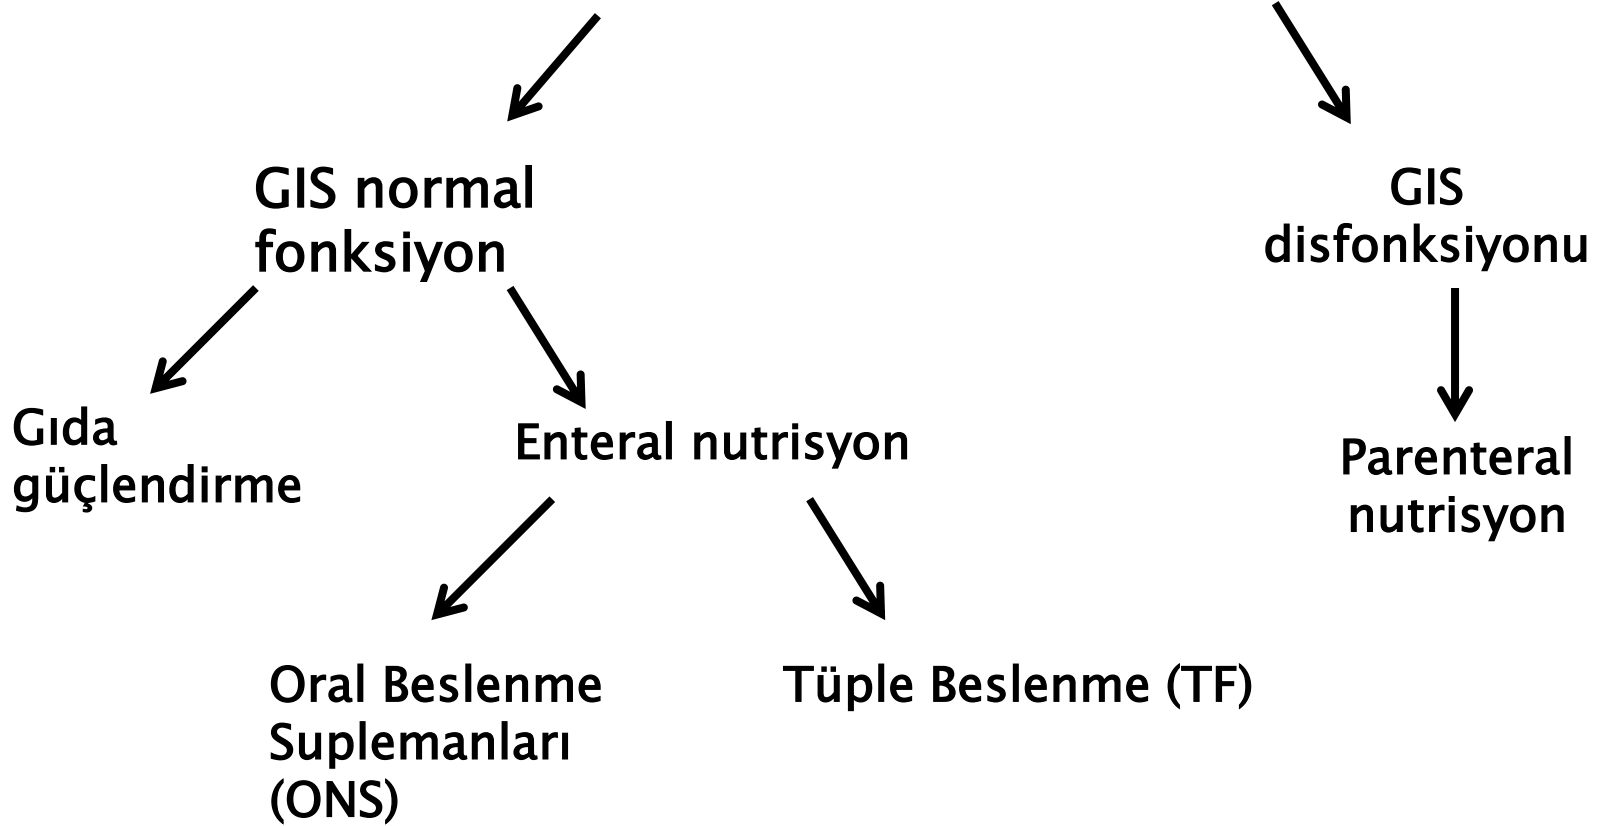 GIS normal
fonksiyon
GIS
disfonksiyonu
Gıda
güçlendirme
Enteral nutrisyon
Parenteral
nutrisyon
Oral Beslenme
Suplemanları
(ONS)
Tüple Beslenme (TF)